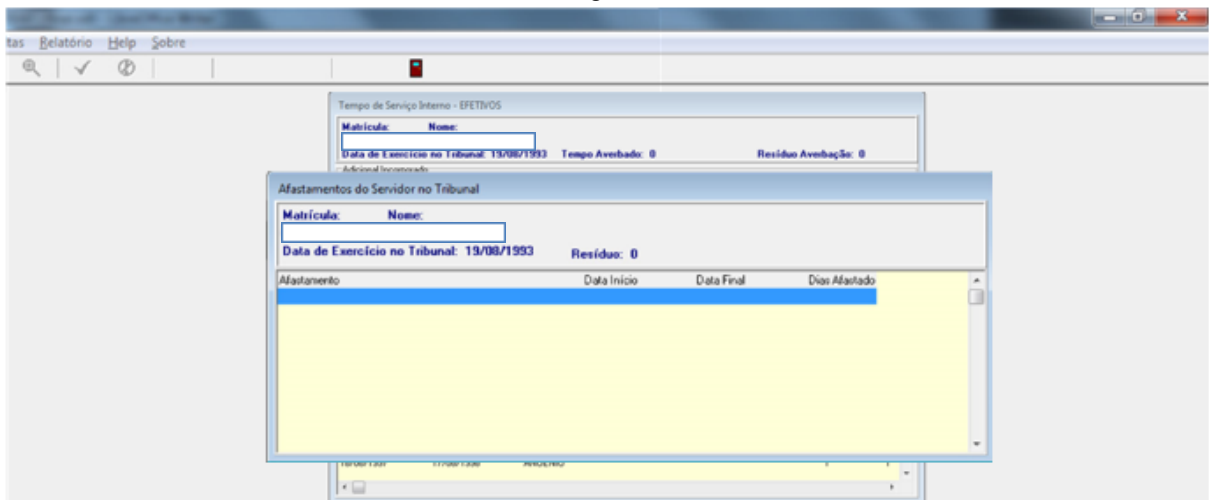 tas Relatório Help Sobre
Tempo de Serviço Interno - EFETIVOS
Matrícula: Nome:
Data de Exercício no Tribunal: 19/08/1993 Tempo Averbado: 0 Resíduo Averbação: 0
Adicional Incorporado
Afastamentos do Servidor no Tribunal
Matrícula: Nome:
Data de Exercício no Tribunal: 19/08/1993 Resíduo: 0
Afastamento Data Início Data Final Dias Afastado